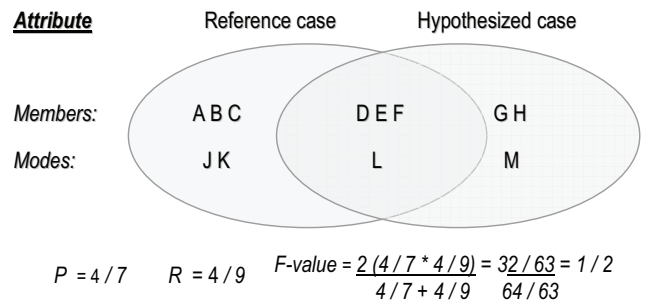 Attribute Reference case Hypothesized case
Members: A B C D E F G H
Modes: J K L M
P = 4 / 7 R = 4 / 9 F-value = 2 (4 / 7 * 4 / 9) = 32 / 63 = 1 / 2
4 / 7 + 4 / 9 64 / 63